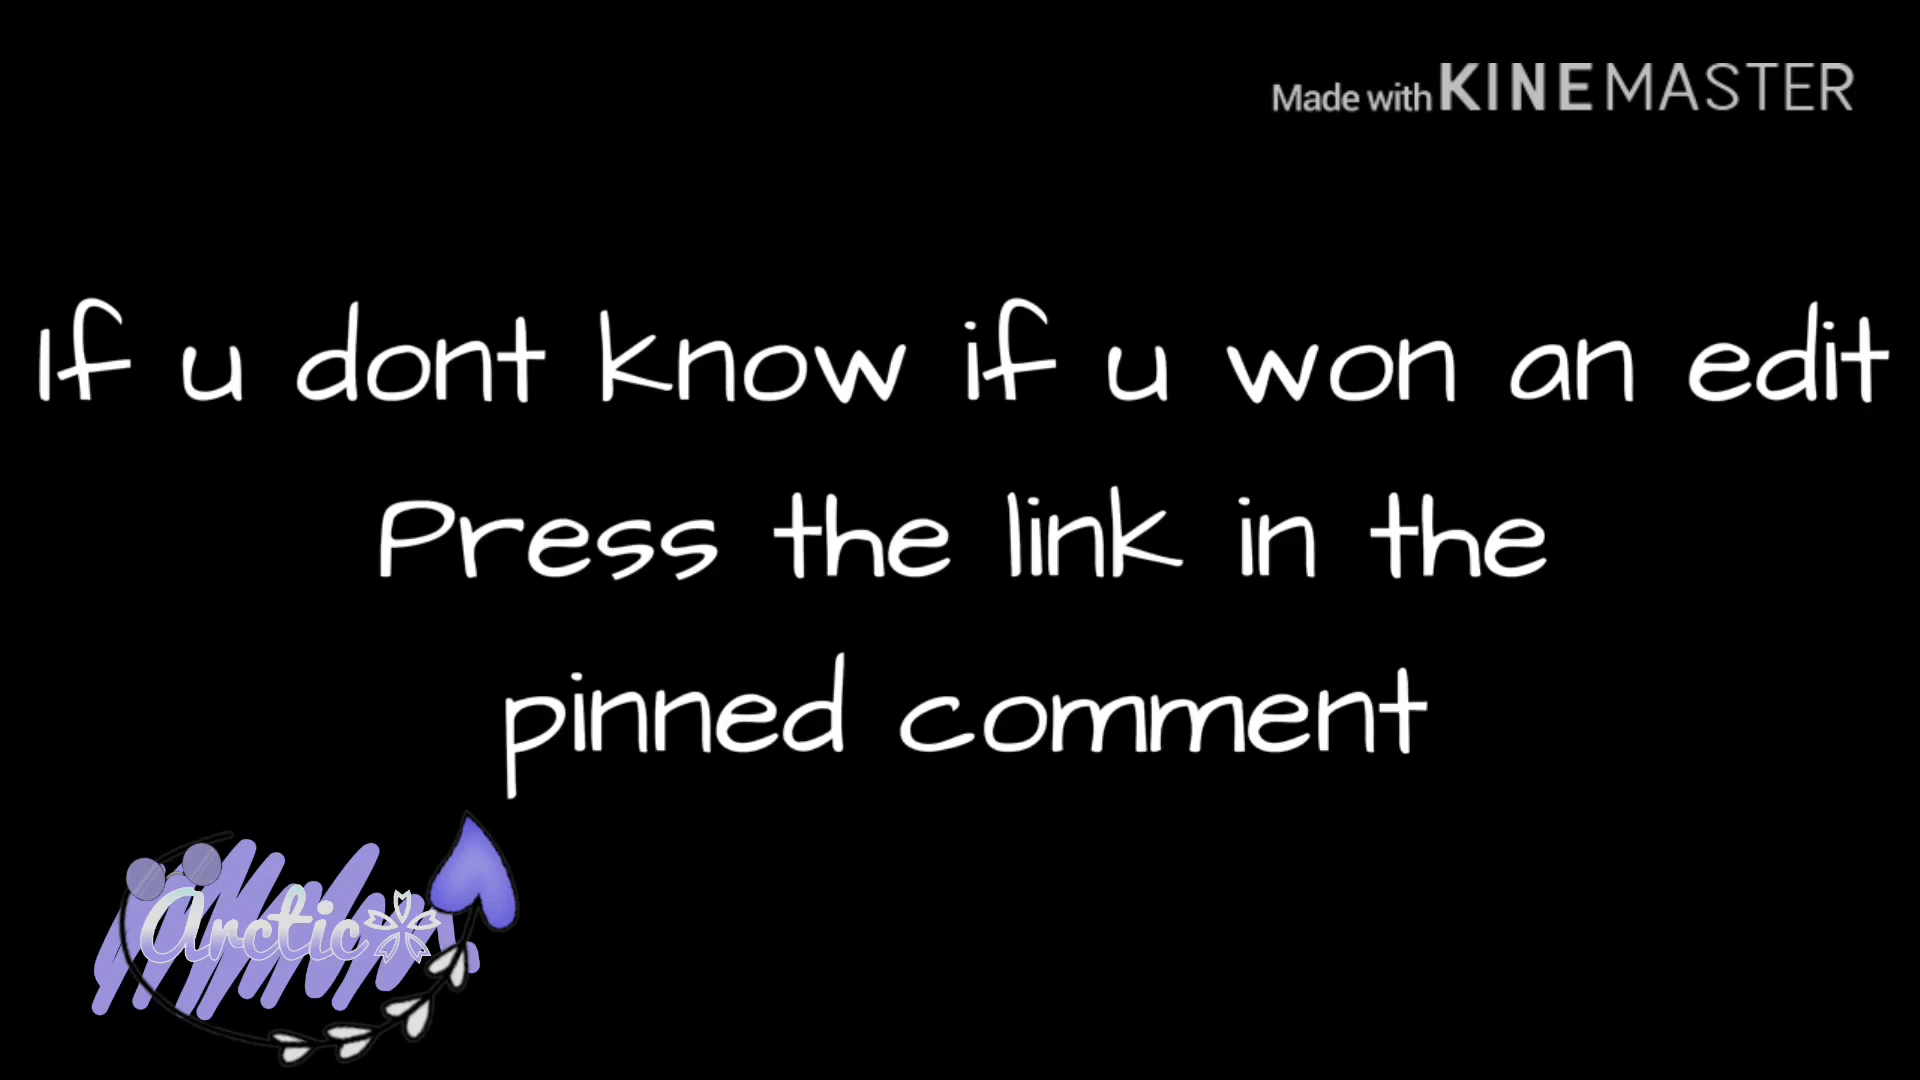 Made with KINEMASTER
If u dont know if u won an edit
Press the link in the
pinned comment
Arctic